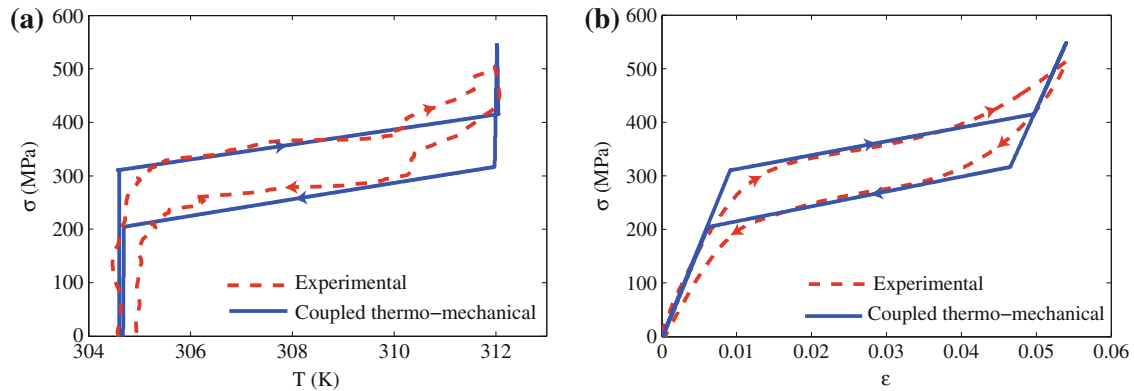 (a)
σ (MPa)
600
500
400
300
200
100
0
304
306
308
310
312
T (K)
Experimental
Coupled thermo-mechanical
(b)
σ (MPa)
600
500
400
300
200
100
0
0
0.01
0.02
0.03
0.04
0.05
0.06
ε
Experimental
Coupled thermo-mechanical